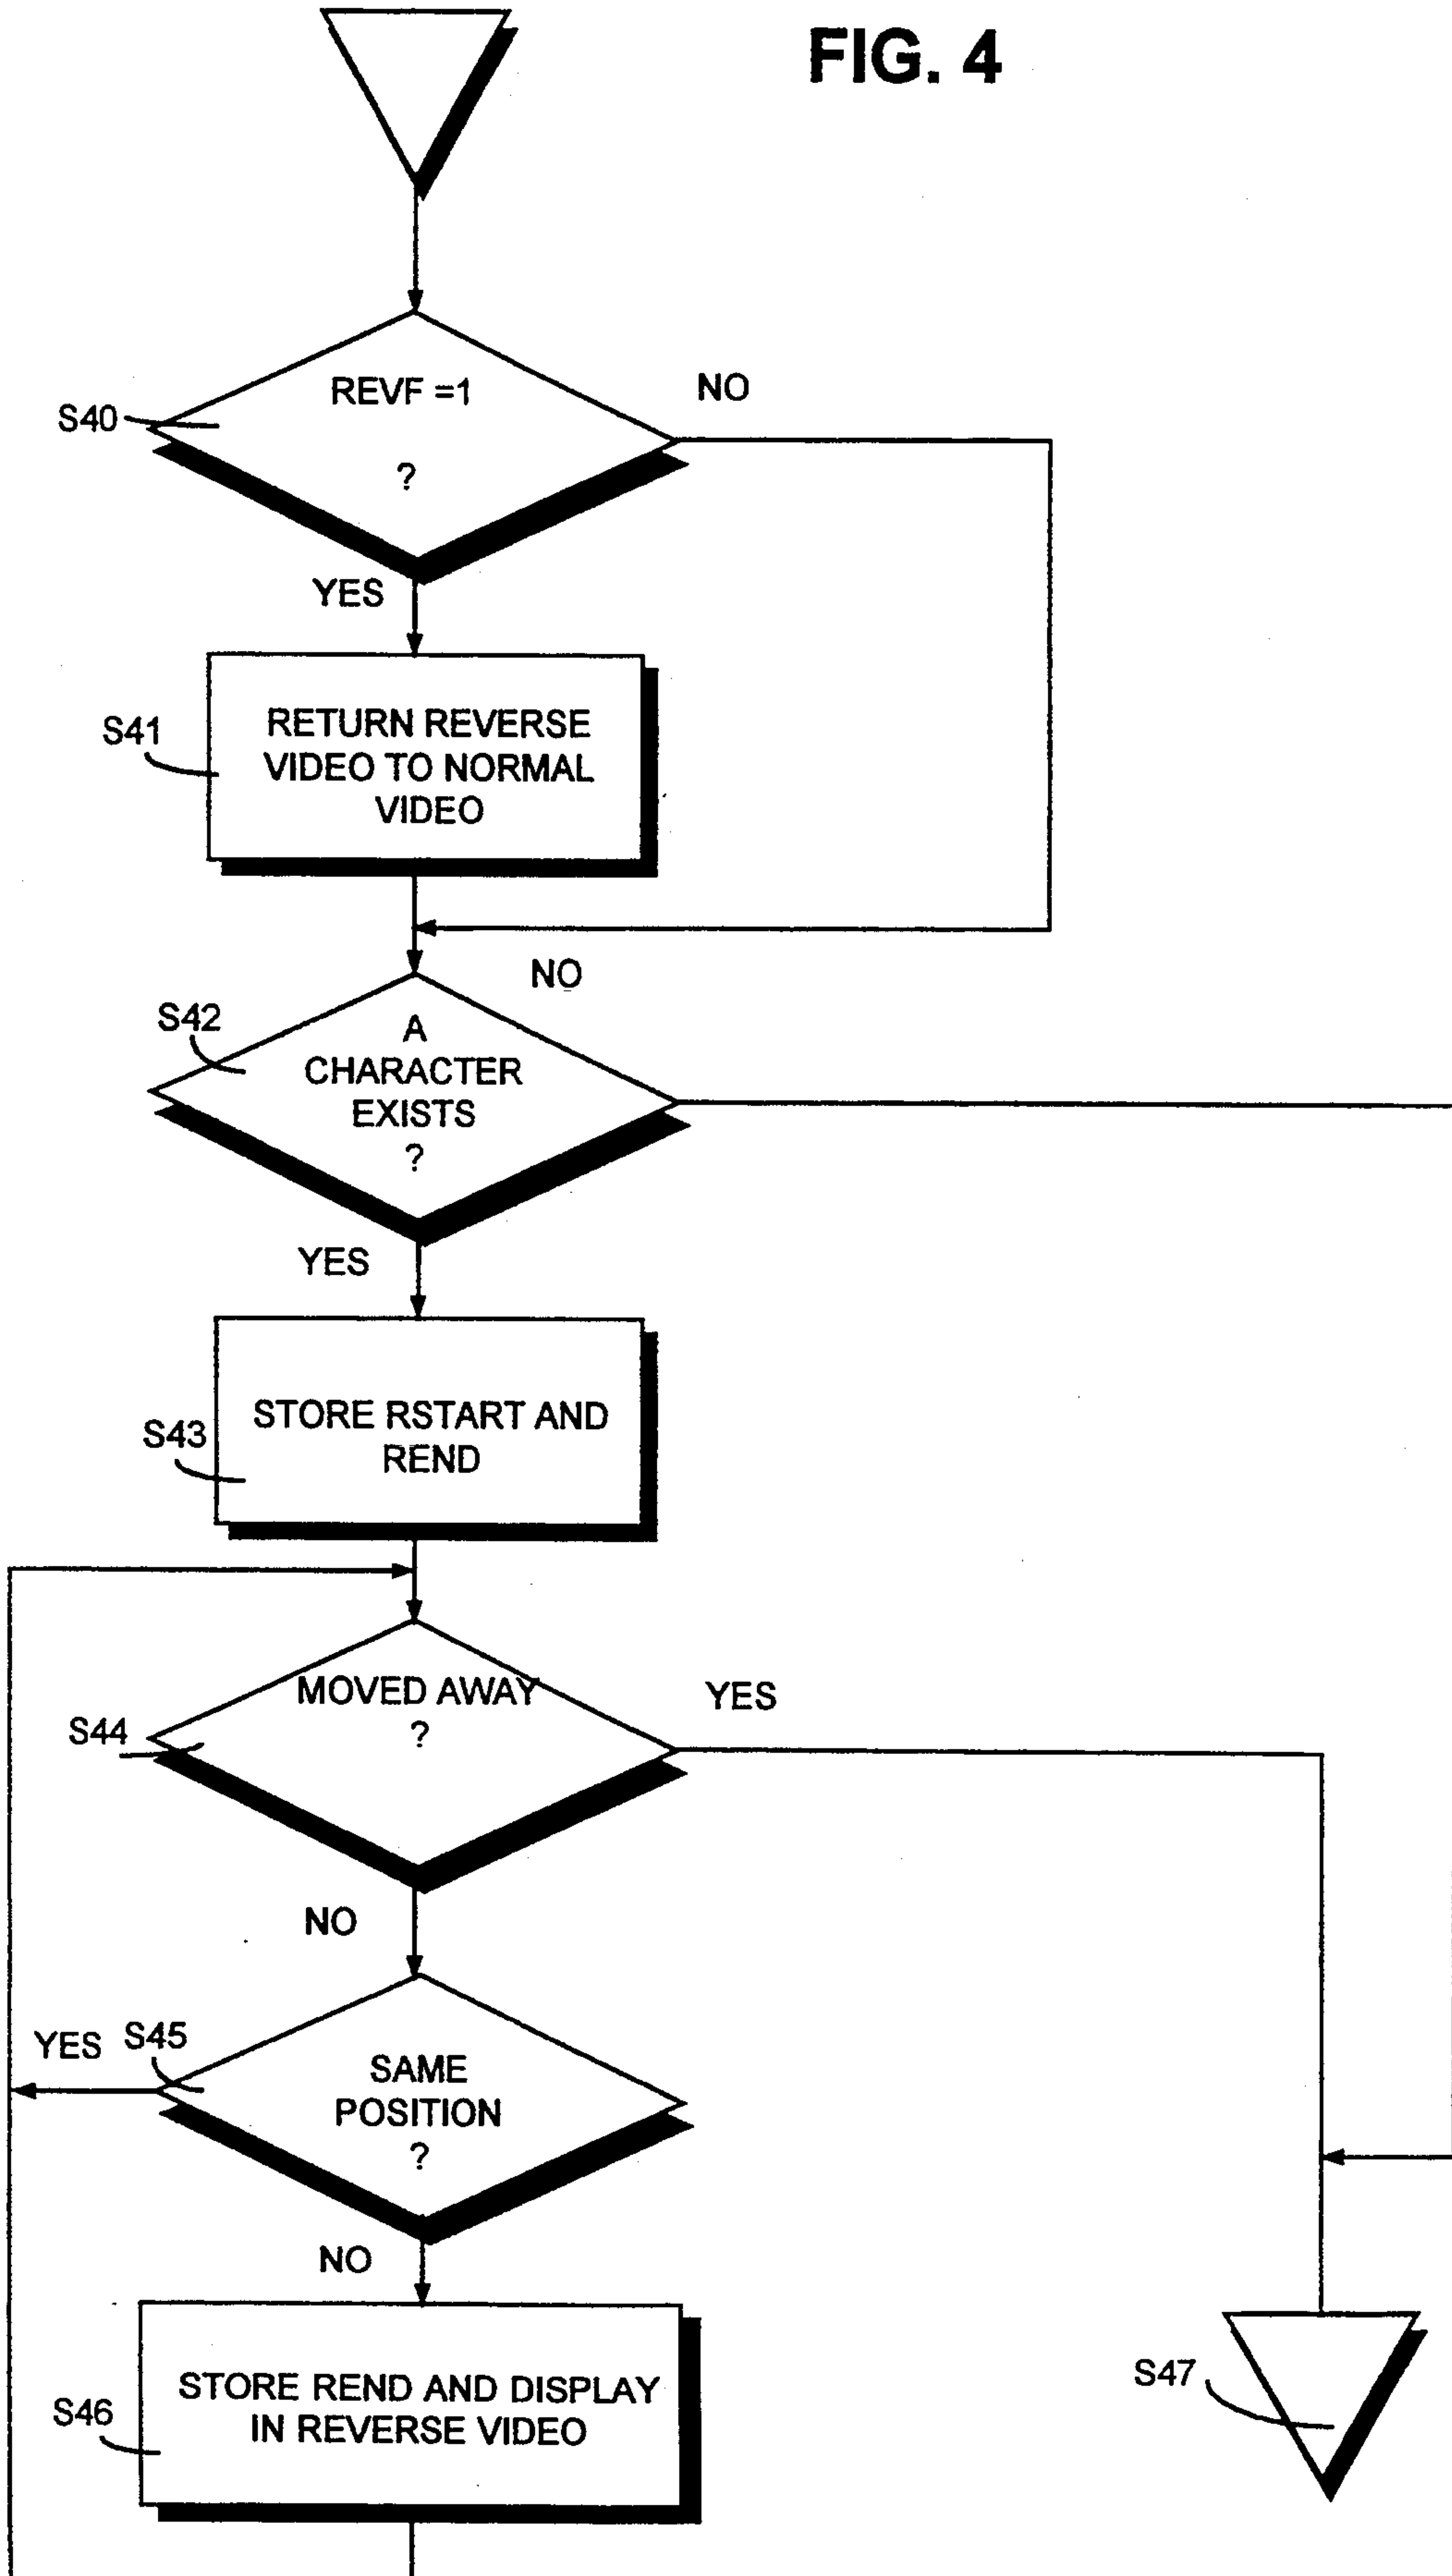 FIG. 4
REVF =1
?
NO
S40
YES
S41
RETURN REVERSE
VIDEO TO NORMAL
VIDEO
NO
S42
A
CHARACTER
EXISTS
?
YES
STORE RSTART AND
REND
S43
MOVED AWAY
?
YES
S44
NO
YES
S45
SAME
POSITION
?
NO
STORE REND AND DISPLAY
IN REVERSE VIDEO
S46
S47